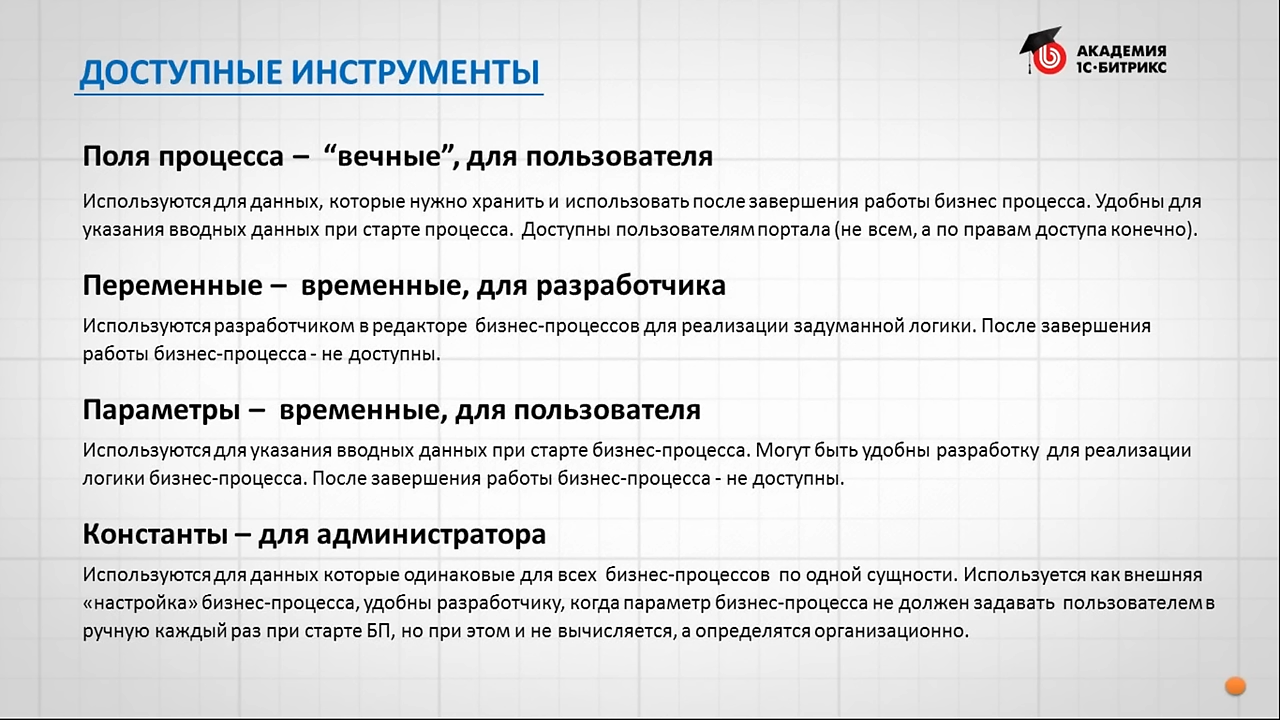 ДОСТУПНЫЕ ИНСТРУМЕНТЫ
АКАДЕМИЯ
1С•БИТРИКС
Поля процесса – “вечные”, для пользователя
Используются для данных, которые нужно хранить и использовать после завершения работы бизнес процесса. Удобны для
указания вводных данных при старте процесса. Доступны пользователям портала (не всем, а по правам доступа конечно).
Переменные – временные, для разработчика
Используются разработчиком в редакторе бизнес-процессов для реализации задуманной логики. После завершения
работы бизнес-процесса - не доступны.
Параметры – временные, для пользователя
Используются для указания вводных данных при старте бизнес-процесса. Могут быть удобны разработку для реализации
логики бизнес-процесса. После завершения работы бизнес-процесса - не доступны.
Константы – для администратора
Используются для данных которые одинаковые для всех бизнес-процессов по одной сущности. Используется как внешняя
«настройка» бизнес-процесса, удобны разработчику, когда параметр бизнес-процесса не должен задавать пользователем в
ручную каждый раз при старте БП, но при этом и не вычисляется, а определятся организационно.